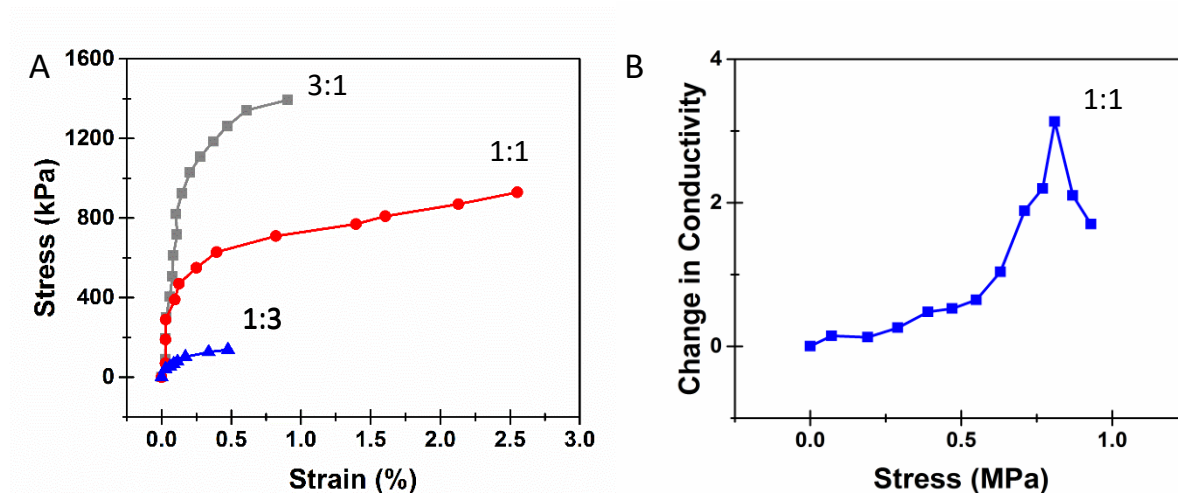 A
Stress (kPa)
1600
1200
800
400
0
3:1
1:1
1:3
0.0 0.5 1.0 1.5 2.0 2.5 3.0
Strain (%)
B
Change in Conductivity
4
2
0
1:1
0.0 0.5 1.0
Stress (MPa)